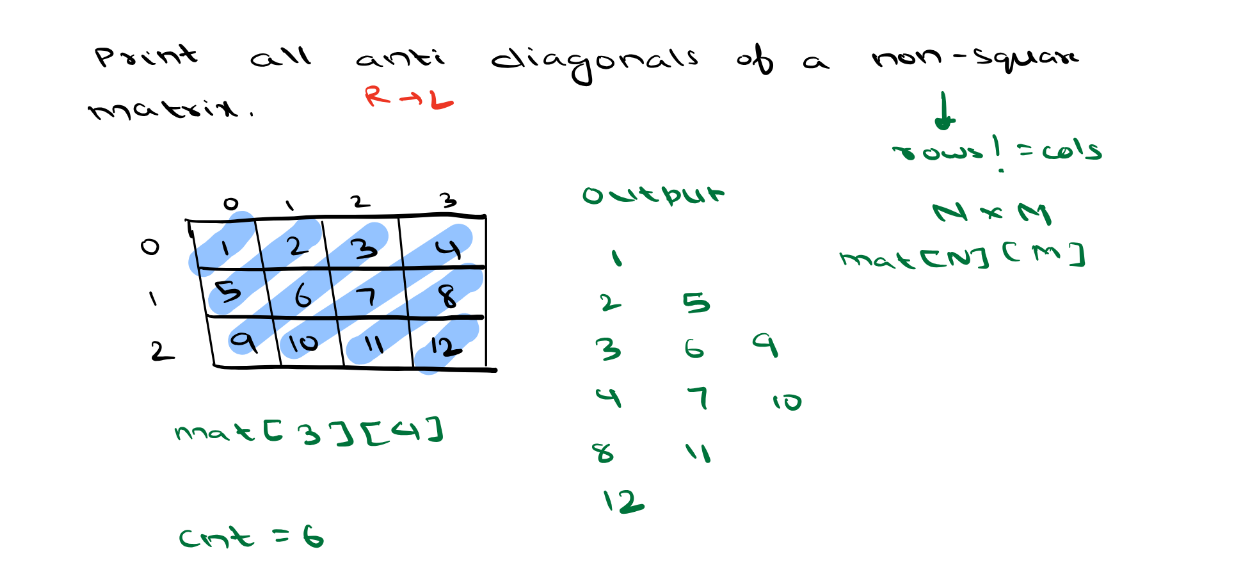 Print all anti diagonals of a non-square
matrix.
R → L
↓
rows! = cols
N x M
mat[N][M]
0 1 2 3
0 1 2 3 4
1 5 6 7 8
2 9 10 11 12
mat[3][4]
cnt = 6
output
1
2 5
3 6 9
4 7 10
8 11
12